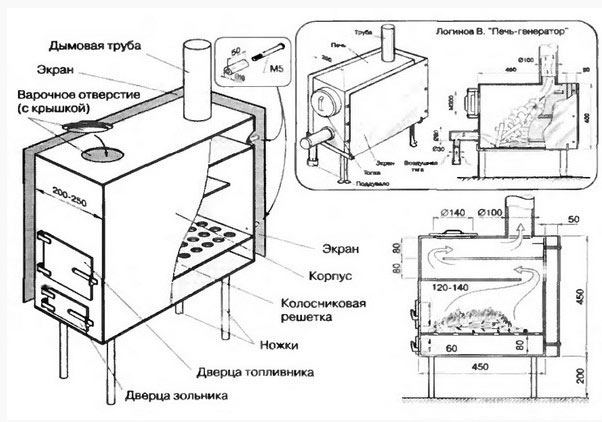 Дымовая труба
Экран
Варочное отверстие
(с крышкой)
200-250
50
М5
Труба
Печь
Экран
Топка
Поддувало
Воздушная
тяга
Логинов В. "Печь-генератор"
Ø100
400
Ø30
Ø140
Ø100
50
80
80
120-140
450
60
80
450
200
Экран
Корпус
Колосниковая
решетка
Ножки
Дверца топливника
Дверца зольника